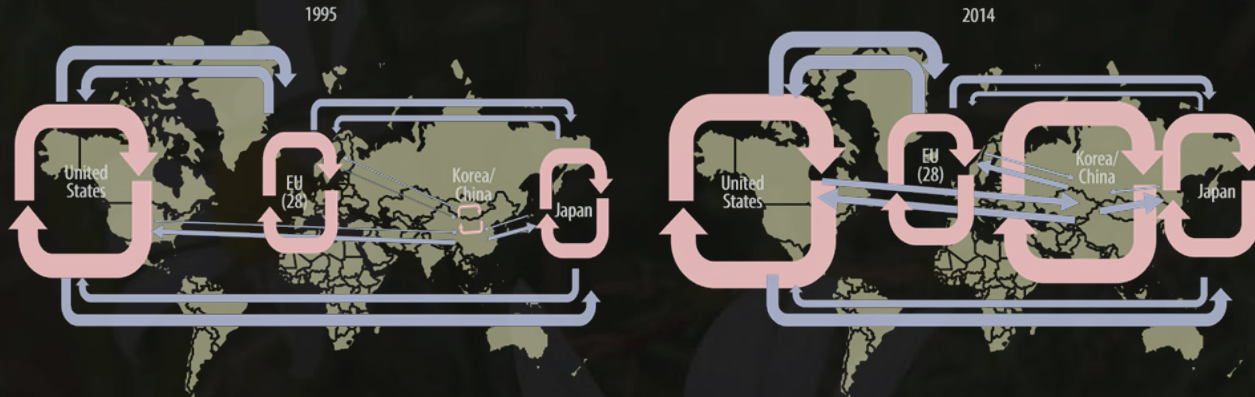 1995
United
States
EU
(28)
Korea/
China
Japan
2014
United
States
EU
(28)
Korea/
China
Japan